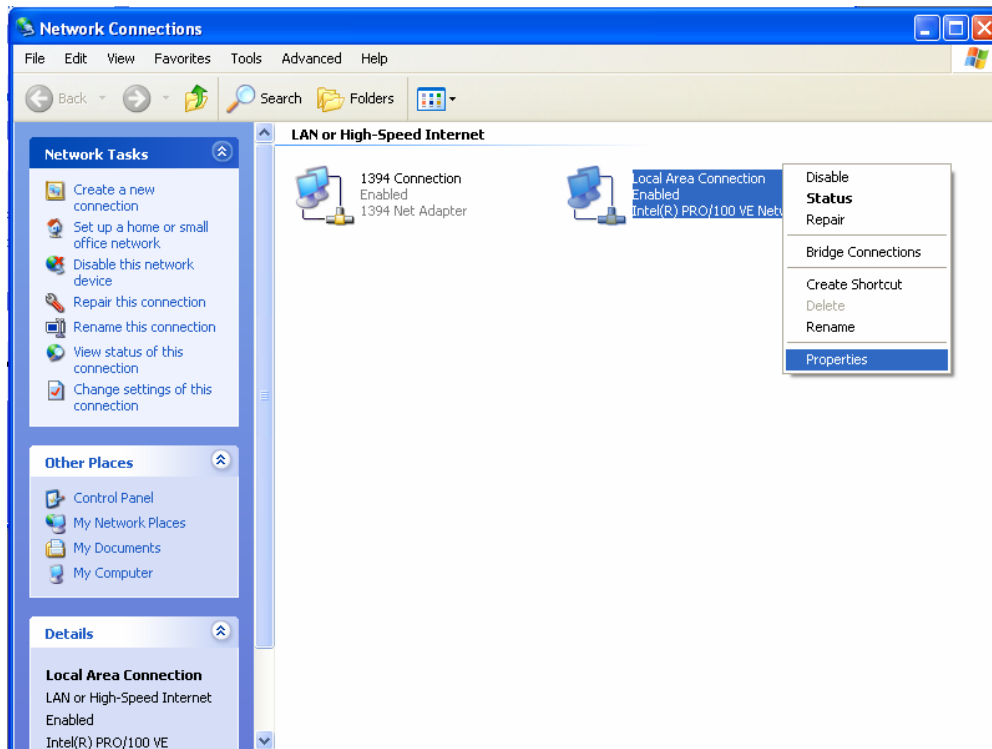 Network Connections
File Edit View Favorites Tools Advanced Help
Back Search Folders
Network Tasks
Create a new
connection
Set up a home or small
office network
Disable this network
device
Repair this connection
Rename this connection
View status of this
connection
Change settings of this
connection
Other Places
Control Panel
My Network Places
My Documents
My Computer
Details
Local Area Connection
LAN or High-Speed Internet
Enabled
Intel(R) PRO/100 VE
LAN or High-Speed Internet
1394 Connection
Enabled
1394 Net Adapter
Local Area Connection
Enabled
Intel(R) PRO/100 VE Netw
Disable
Status
Repair
Bridge Connections
Create Shortcut
Delete
Rename
Properties